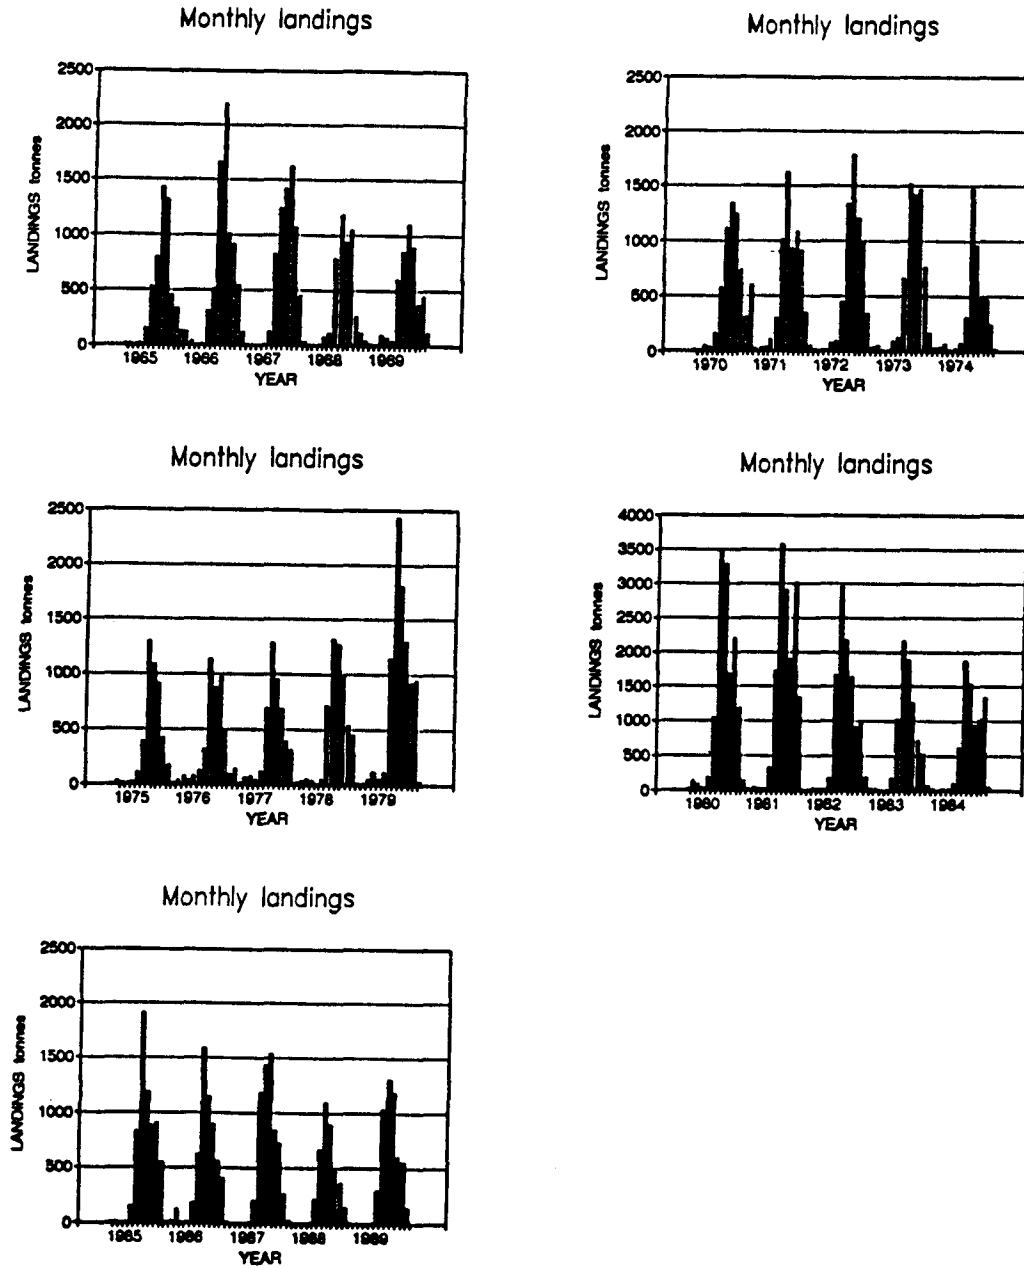 Monthly landings
2500
2000
1500
1000
500
0
LANDINGS tonnes
1965 1966 1967 1968 1969
YEAR
Monthly landings
2500
2000
1500
1000
500
0
LANDINGS tonnes
1970 1971 1972 1973 1974
YEAR
Monthly landings
2500
2000
1500
1000
500
0
LANDINGS tonnes
1975 1976 1977 1978 1979
YEAR
Monthly landings
4000
3500
3000
2500
2000
1500
1000
500
0
LANDINGS tonnes
1980 1981 1982 1983 1984
YEAR
Monthly landings
2500
2000
1500
1000
500
0
LANDINGS tonnes
1985 1986 1987 1988 1989
YEAR